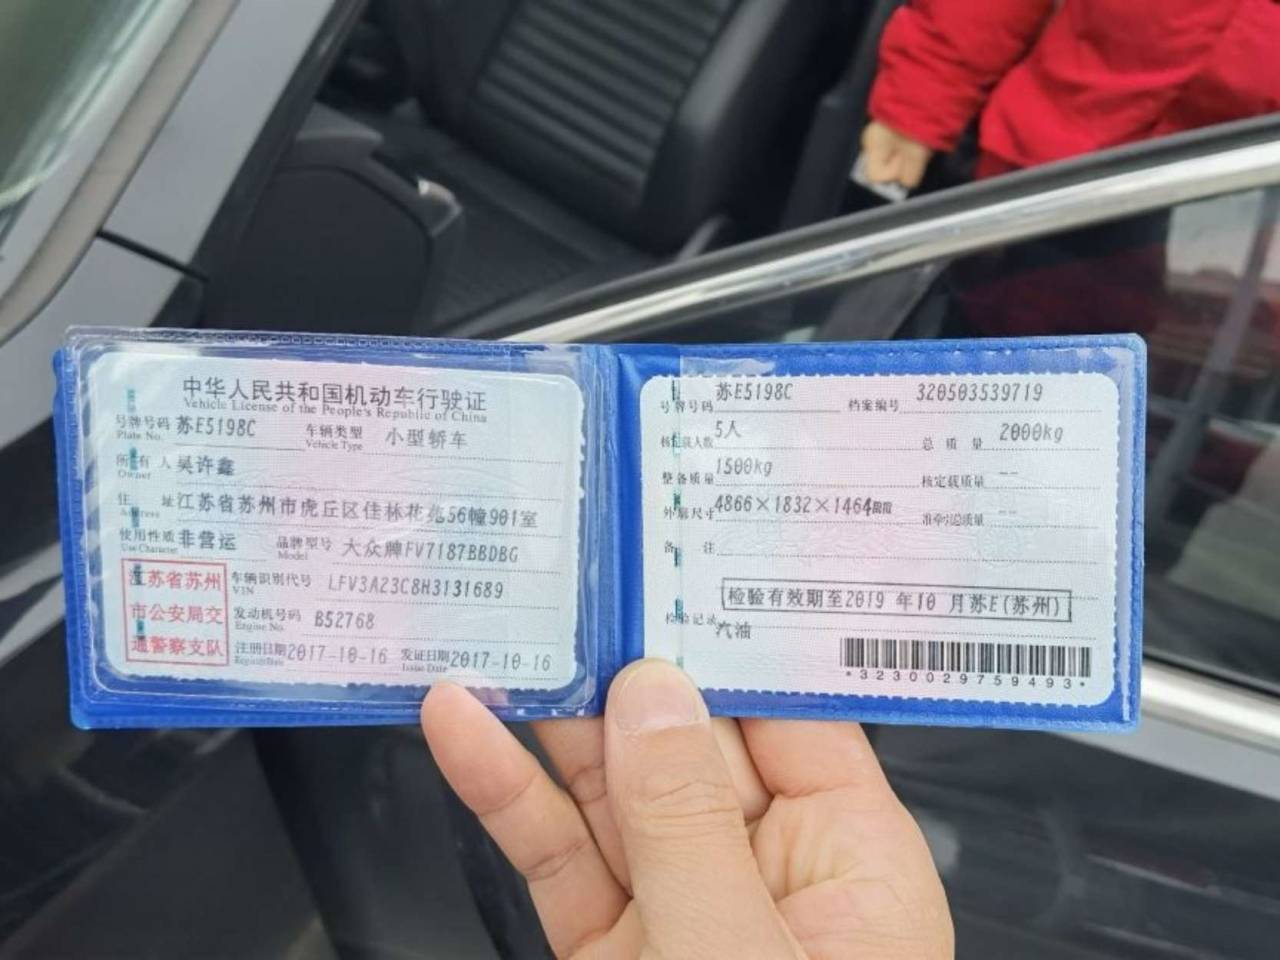 中华人民共和国机动车行驶证
Vehicle License of the People's Republic of China
号牌号码 苏E5198C 车辆类型 小型轿车
Plate No. Vehicle Type
所有人 吴许鑫
Owner
住 址 江苏省苏州市虎丘区佳林花苑56幢901室
Address
使用性质 非营运 品牌型号 大众牌FV7187BBDBG
Use Character Model
江苏省苏州
市公安局交
通警察支队
车辆识别代号 LFV3A23C8H3131689
VIN
发动机号码 B52768
Engine No.
注册日期 2017-10-16 发证日期 2017-10-16
Register Date Issue Date
号牌号码 苏E5198C 档案编号 320503539719
核定载人数 5人 总 质 量 2000kg
整备质量 1500kg 核定载质量 --
外廓尺寸 4866×1832×1464 准牵引总质量 --
备 注
检验有效期至2019 年10 月苏E(苏州)
检验记录
汽油
*3230029759493*